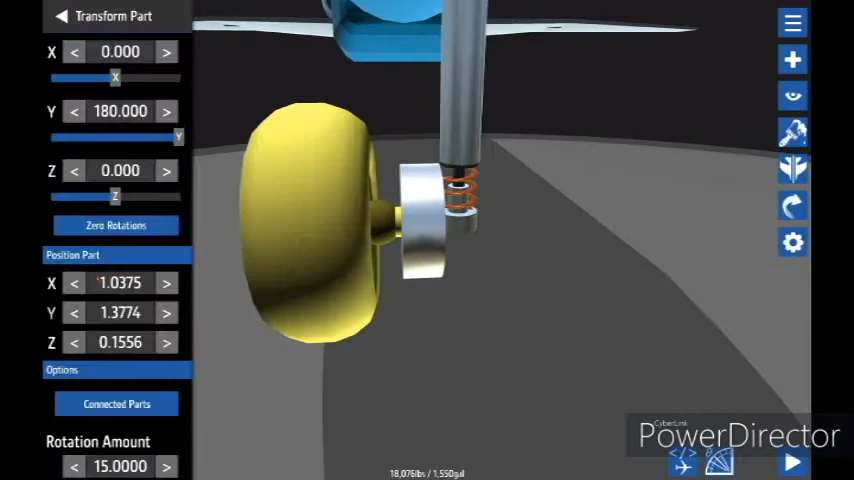 Transform Part
X < 0.000 >
X
Y < 180.000 >
Y
Z < 0.000 >
Z
Zero Rotations
Position Part
X < 1.0375 >
Y < 1.3774 >
Z < 0.1556 >
Options
Connected Parts
Rotation Amount
< 15.0000 >
18,076lbs / 1,550gal
CyberLink
PowerDirector